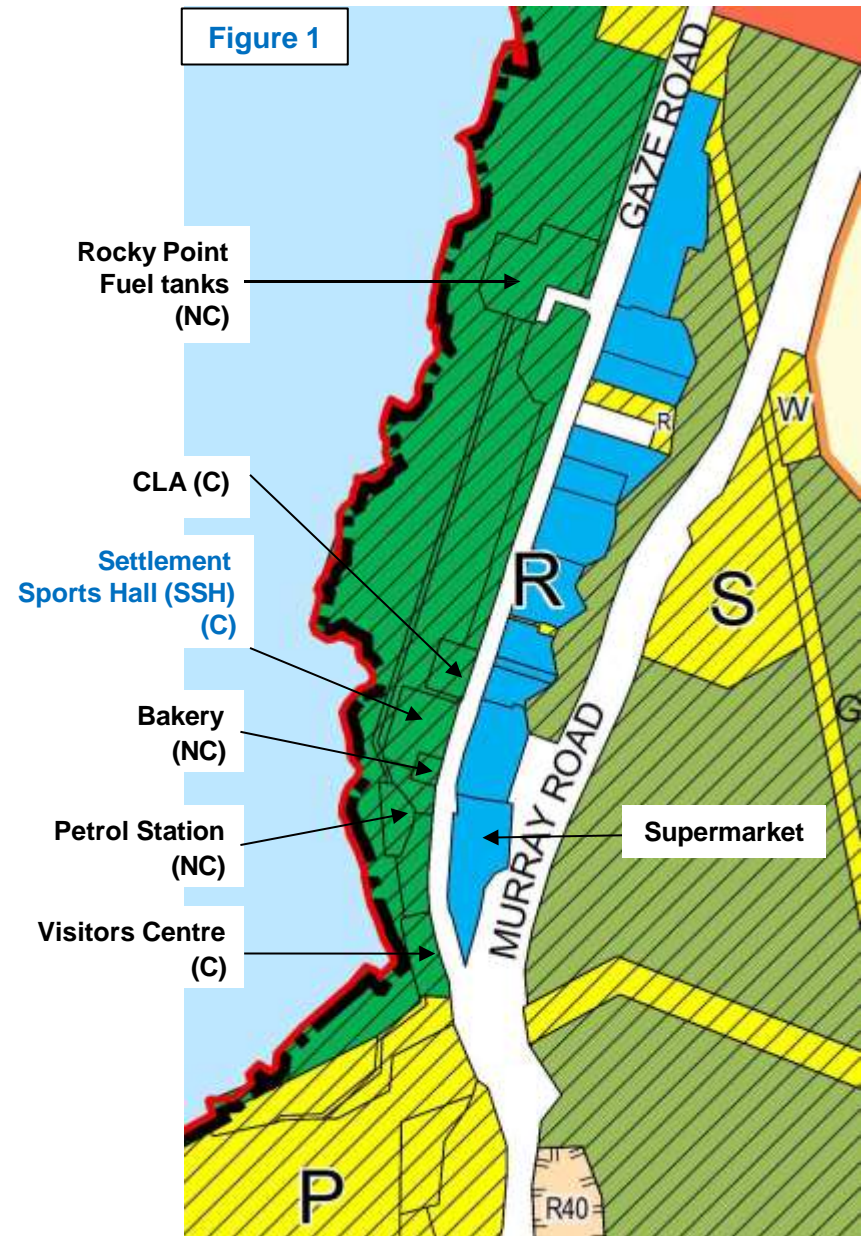 Figure 1
GAZE ROAD
Rocky Point
Fuel tanks
(NC)
W
R
CLA (C)
Settlement
Sports Hall (SSH)
(C)
R
S
G
Bakery
(NC)
MURRAY ROAD
Petrol Station
(NC)
Supermarket
Visitors Centre
(C)
P
R40